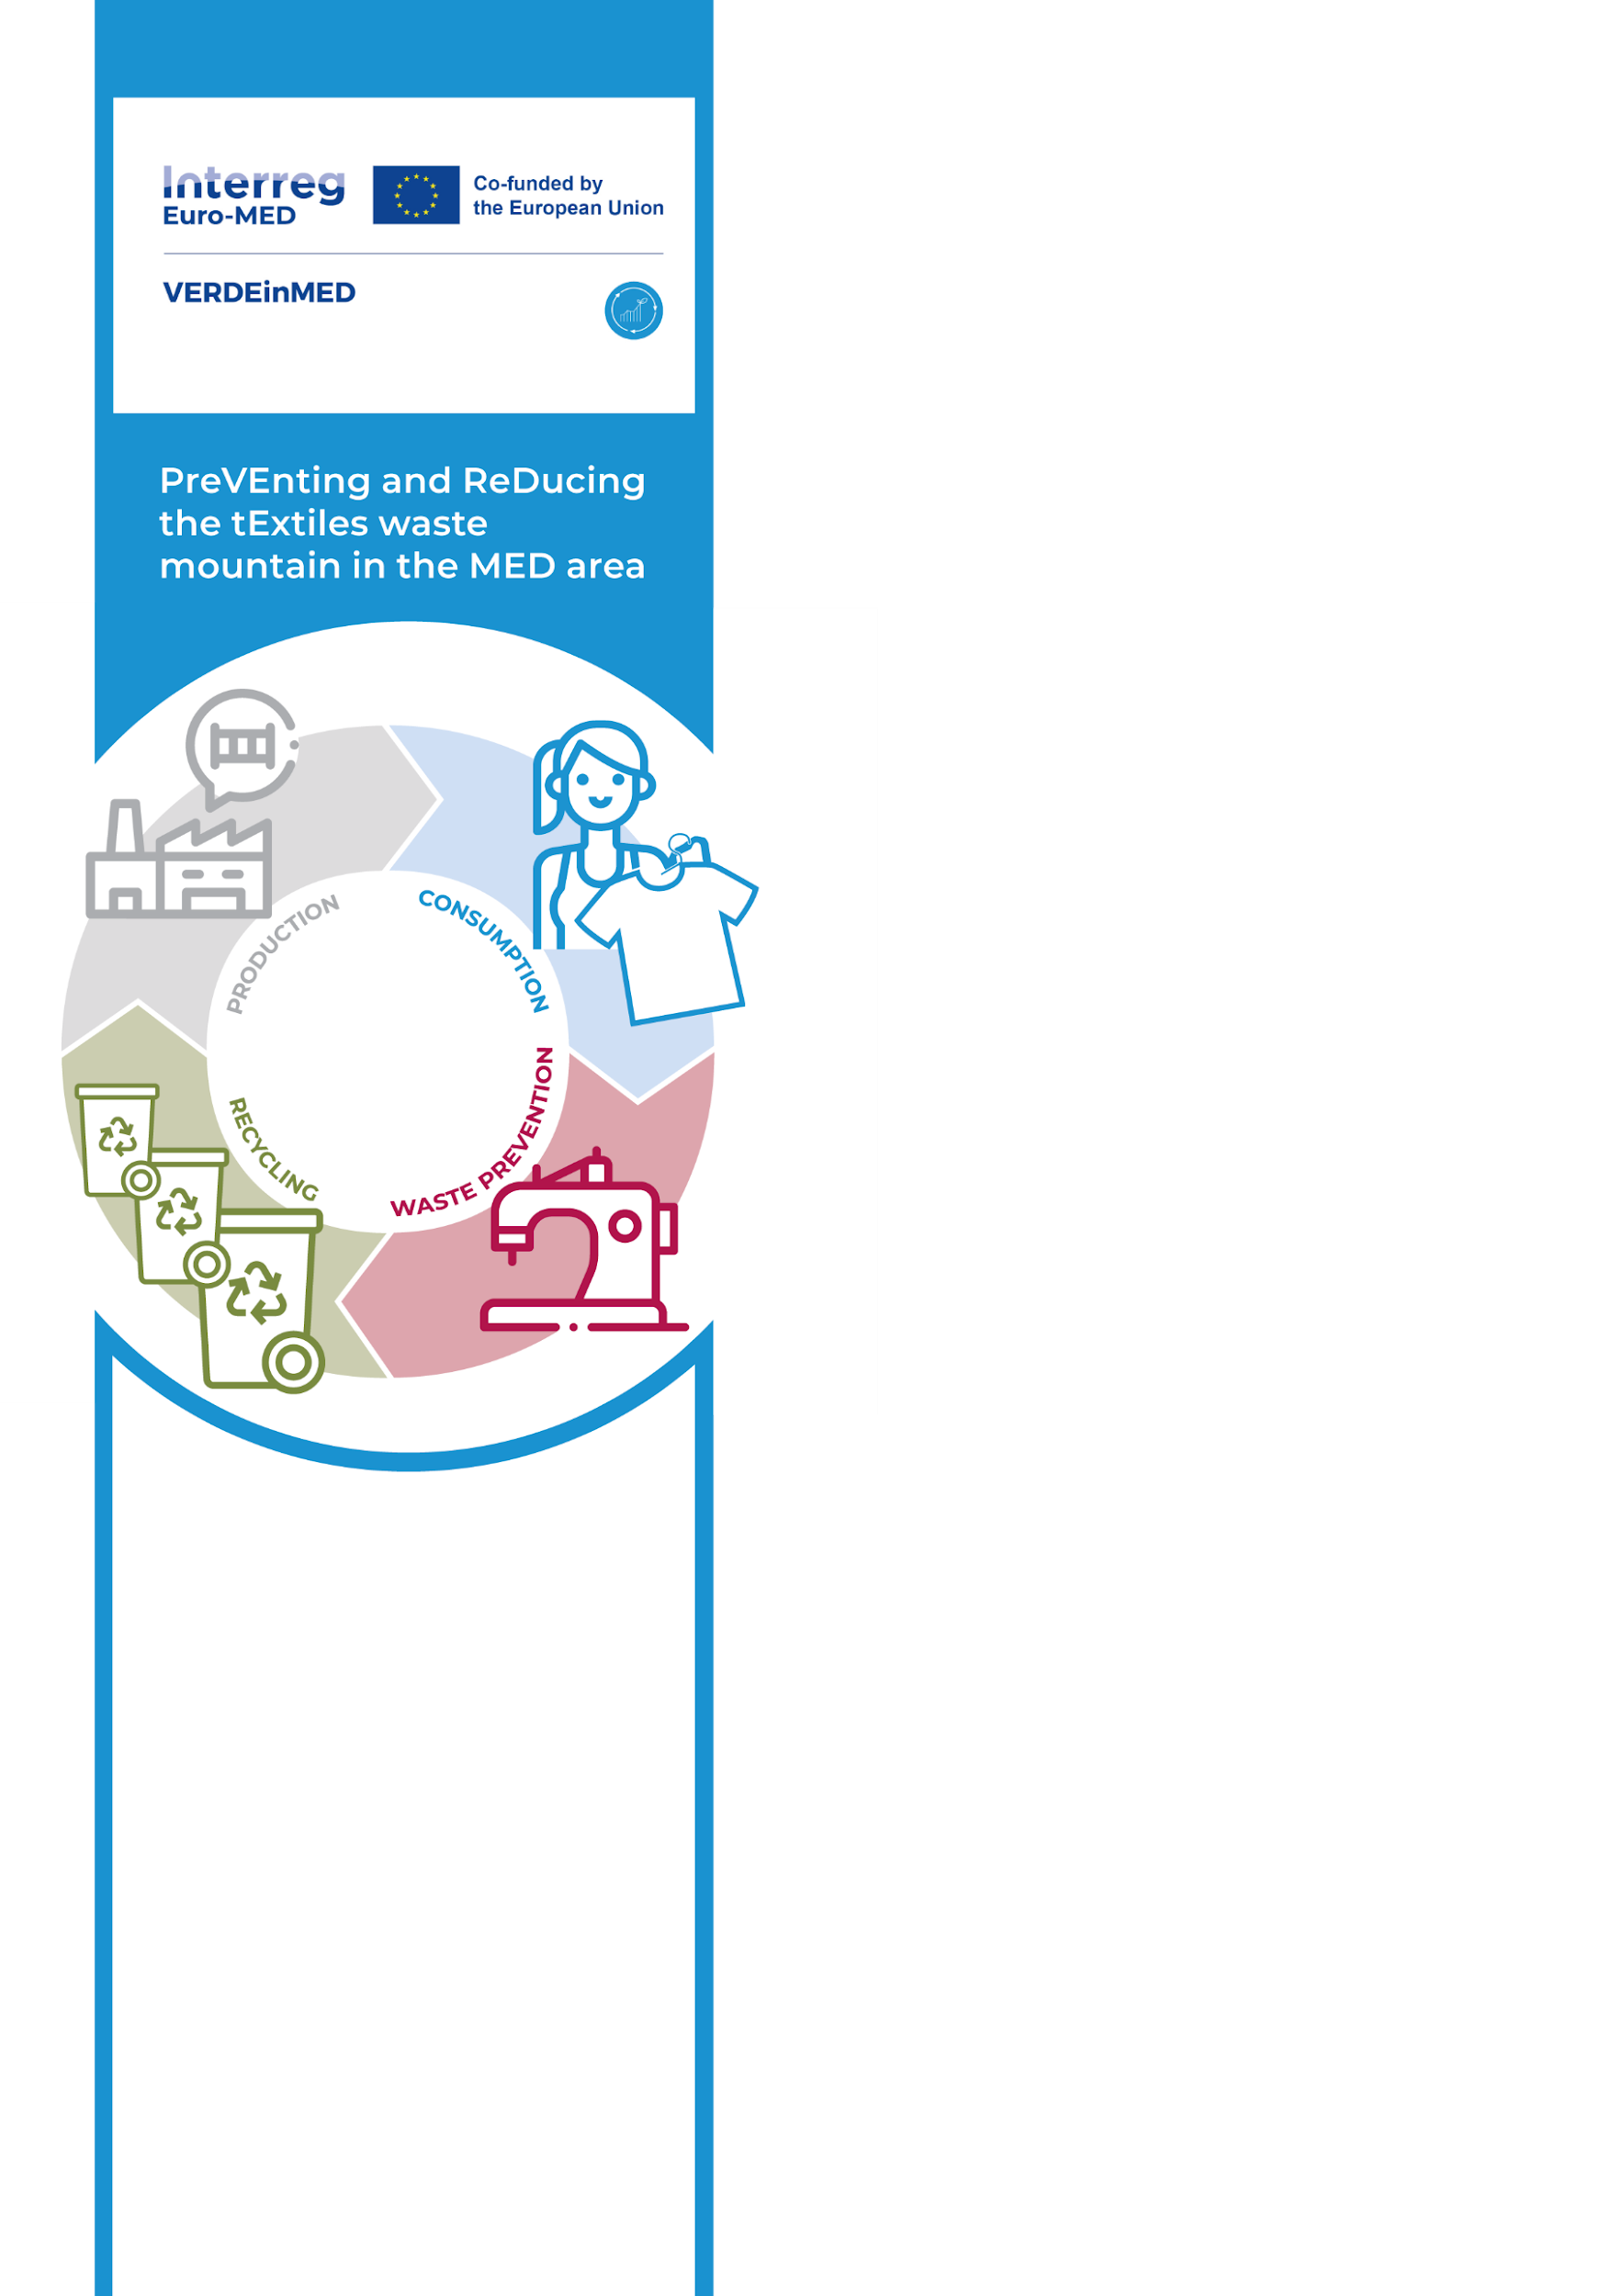 Interreg
Euro-MED
Co-funded by
the European Union
VERDEinMED
PreVEnting and ReDucing
the tExtiles waste
mountain in the MED area
PRODUCTION
CONSUMPTION
WASTE PREVENTION
RECYCLING